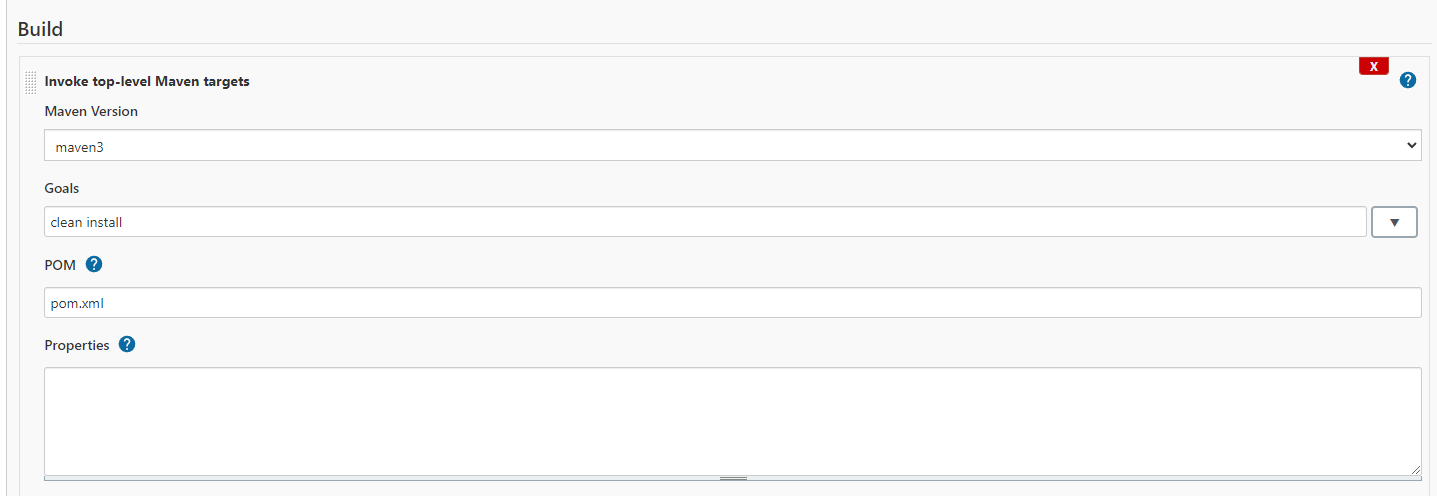 Build
Invoke top-level Maven targets
X
?
Maven Version
maven3
Goals
clean install
POM ?
pom.xml
Properties ?